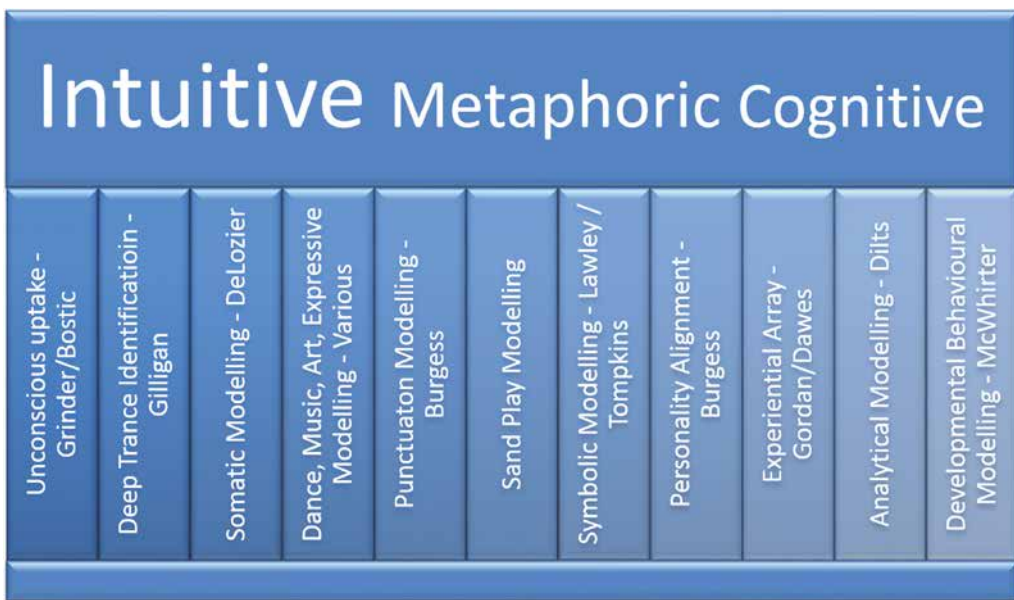 Intuitive Metaphoric Cognitive
Unconscious uptake -
Grinder/Bostic
Deep Trance Identificatioin -
Gilligan
Somatic Modelling - DeLozier
Dance, Music, Art, Expressive
Modelling - Various
Punctuaton Modelling -
Burgess
Sand Play Modelling
Symbolic Modelling - Lawley /
Tompkins
Personality Alignment -
Burgess
Experiential Array -
Gordan/Dawes
Analytical Modelling - Dilts
Developmental Behavioural
Modelling - McWhirter